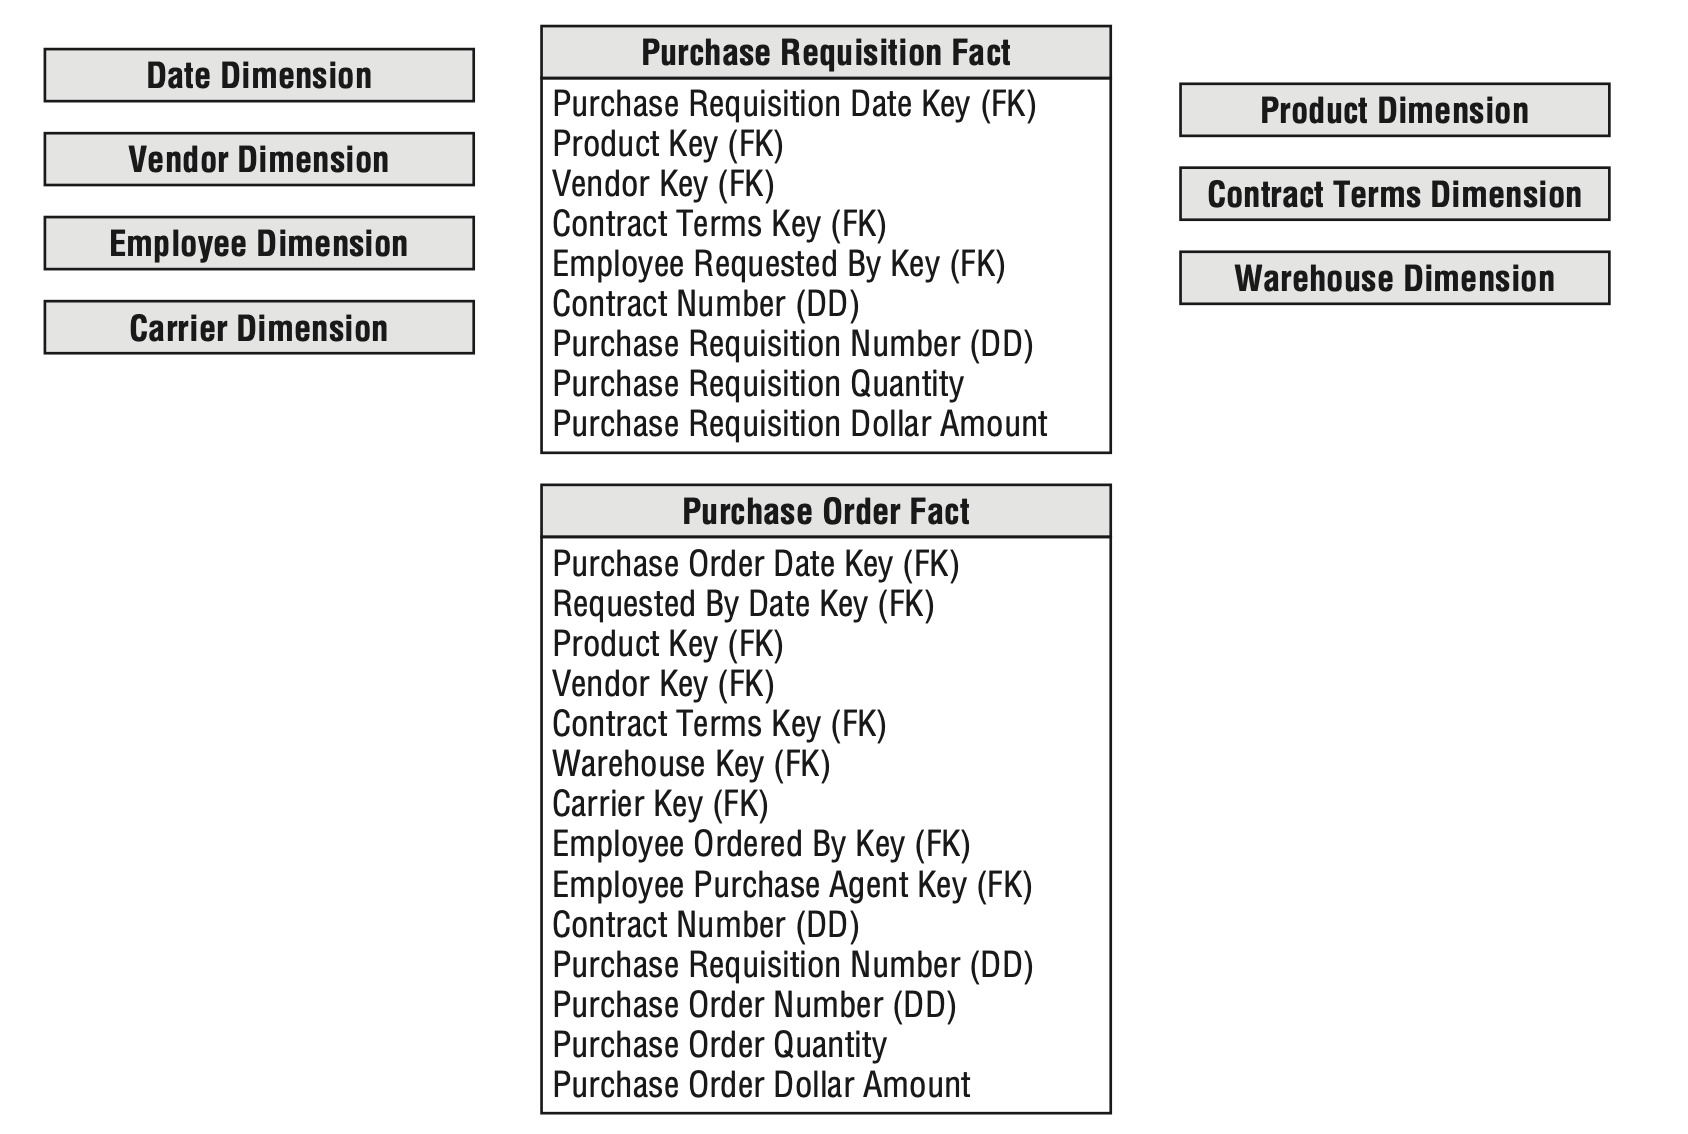 Date Dimension
Vendor Dimension
Employee Dimension
Carrier Dimension
Purchase Requisition Fact
Purchase Requisition Date Key (FK)
Product Key (FK)
Vendor Key (FK)
Contract Terms Key (FK)
Employee Requested By Key (FK)
Contract Number (DD)
Purchase Requisition Number (DD)
Purchase Requisition Quantity
Purchase Requisition Dollar Amount
Product Dimension
Contract Terms Dimension
Warehouse Dimension
Purchase Order Fact
Purchase Order Date Key (FK)
Requested By Date Key (FK)
Product Key (FK)
Vendor Key (FK)
Contract Terms Key (FK)
Warehouse Key (FK)
Carrier Key (FK)
Employee Ordered By Key (FK)
Employee Purchase Agent Key (FK)
Contract Number (DD)
Purchase Requisition Number (DD)
Purchase Order Number (DD)
Purchase Order Quantity
Purchase Order Dollar Amount